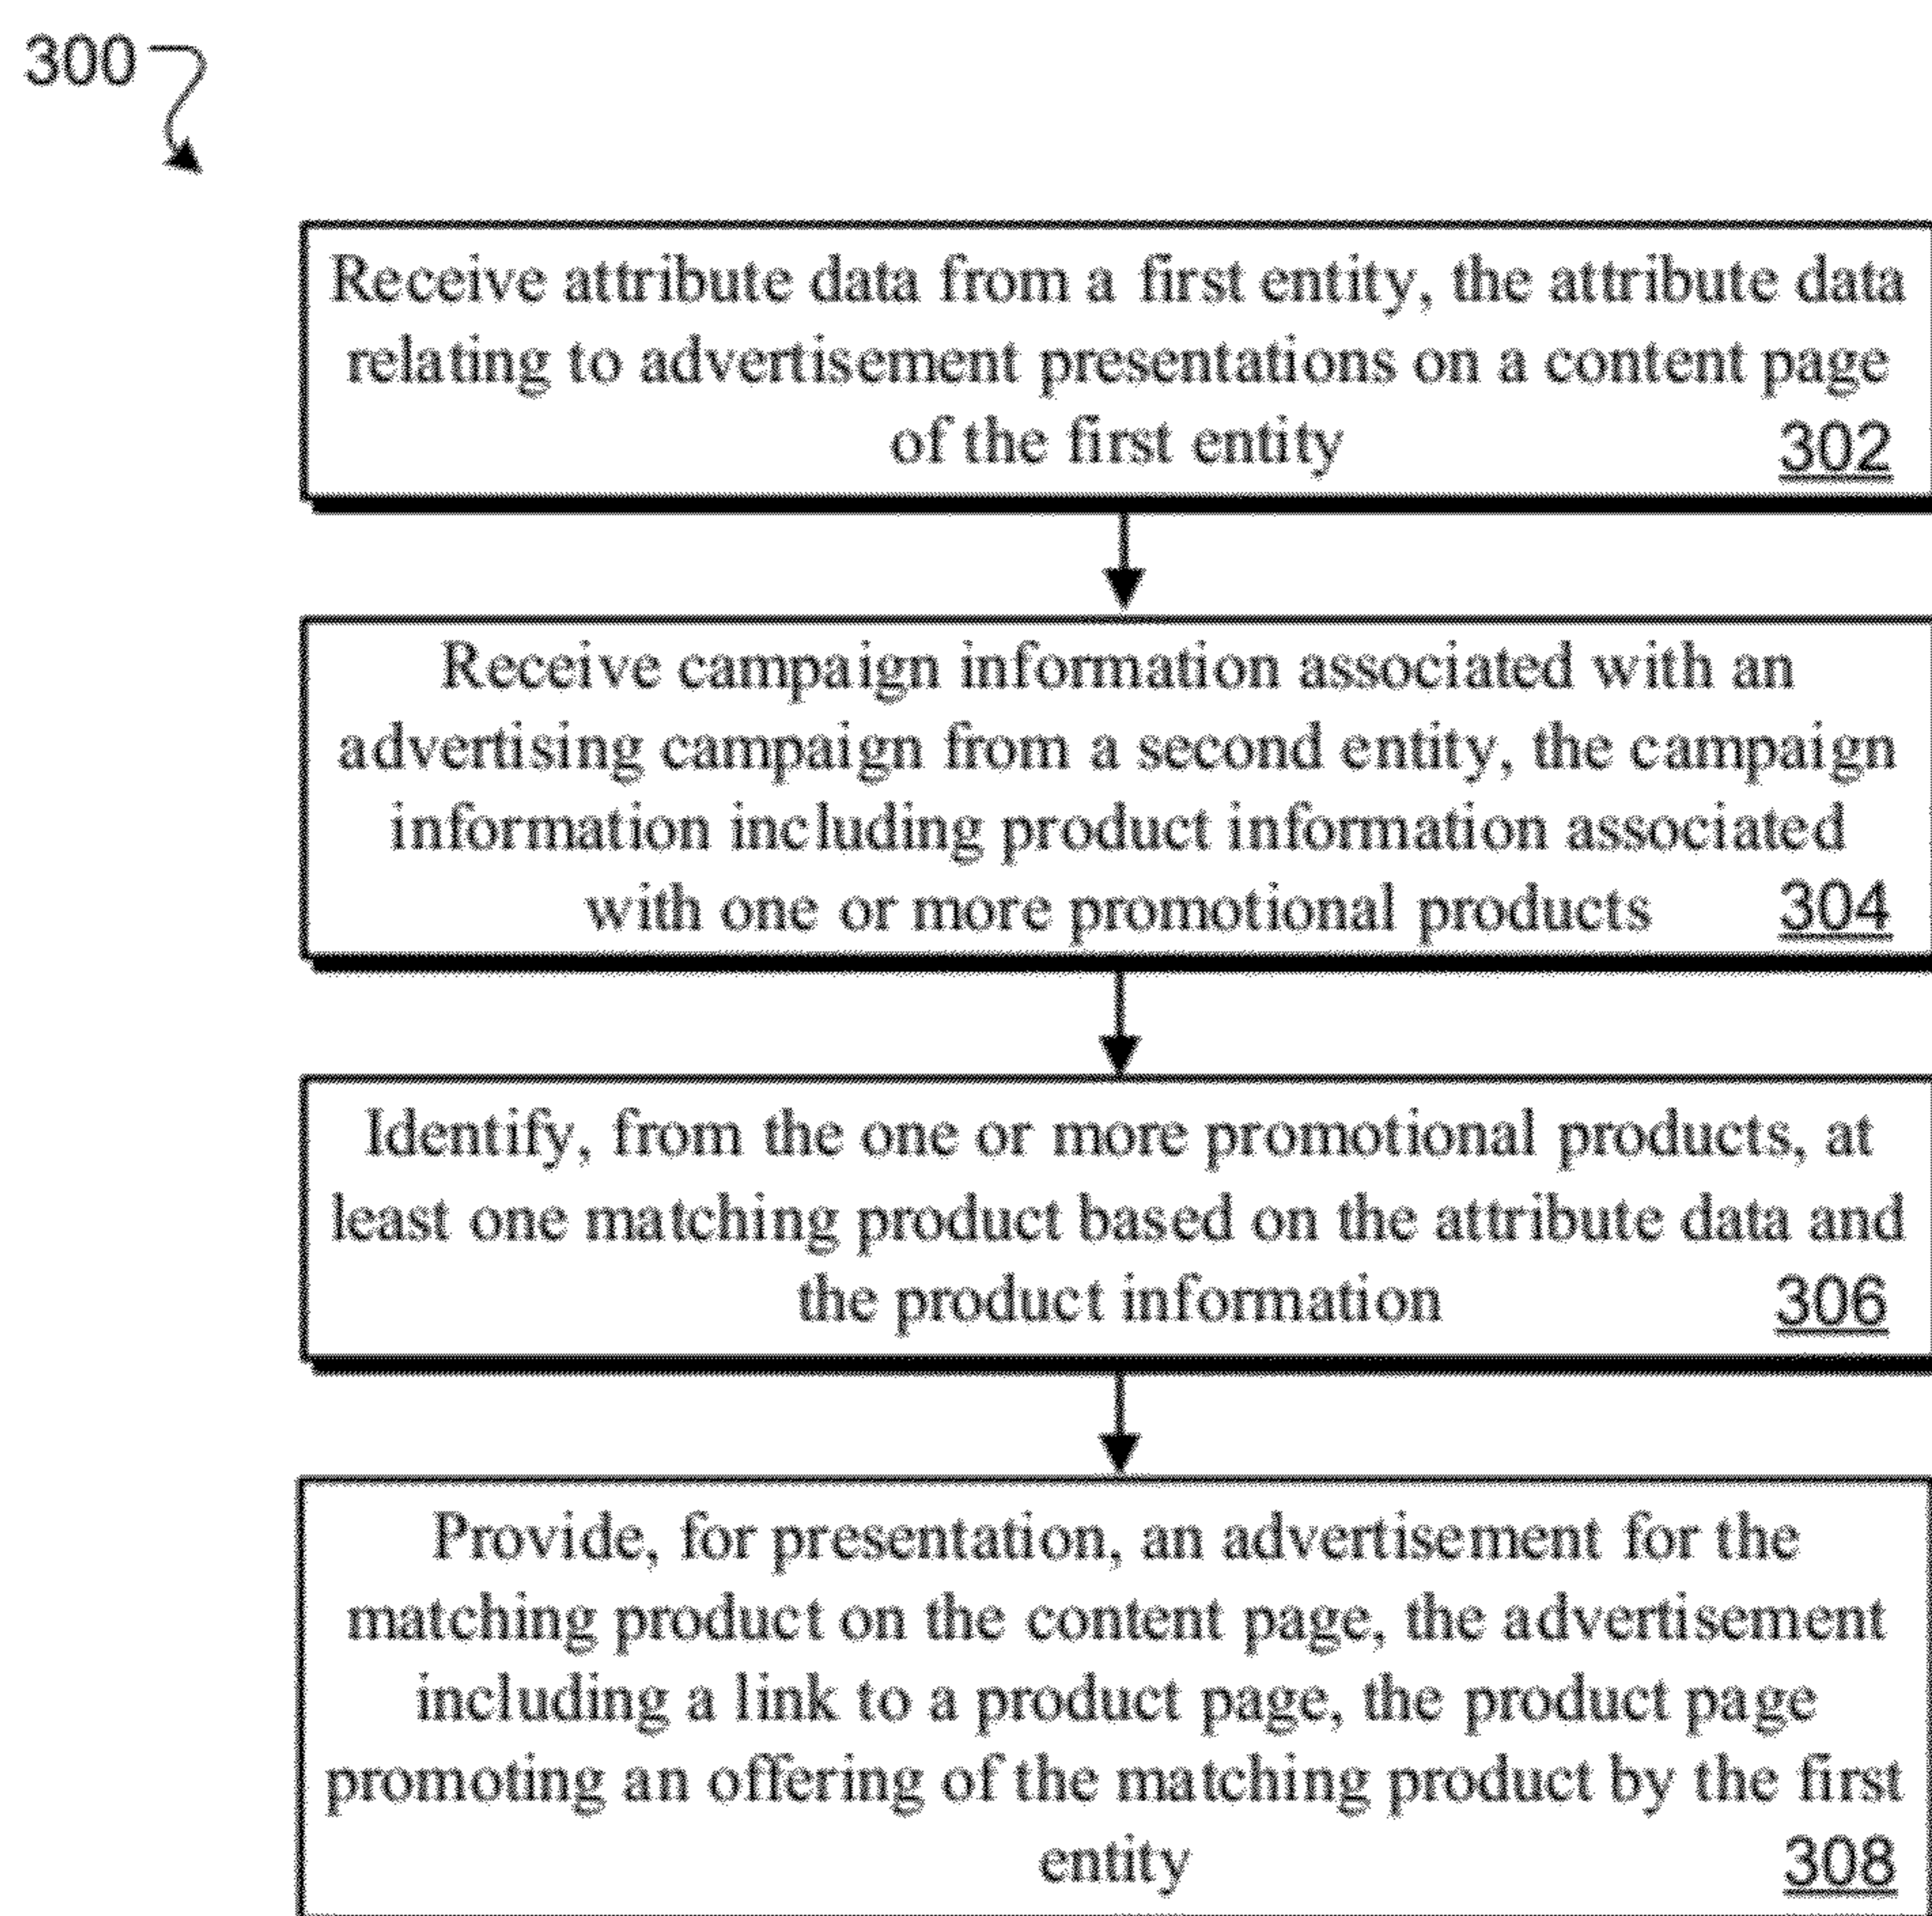 300
Receive attribute data from a first entity, the attribute data
relating to advertisement presentations on a content page
of the first entity 302
Receive campaign information associated with an
advertising campaign from a second entity, the campaign
information including product information associated
with one or more promotional products 304
Identify, from the one or more promotional products, at
least one matching product based on the attribute data and
the product information 306
Provide, for presentation, an advertisement for the
matching product on the content page, the advertisement
including a link to a product page, the product page
promoting an offering of the matching product by the first
entity 308